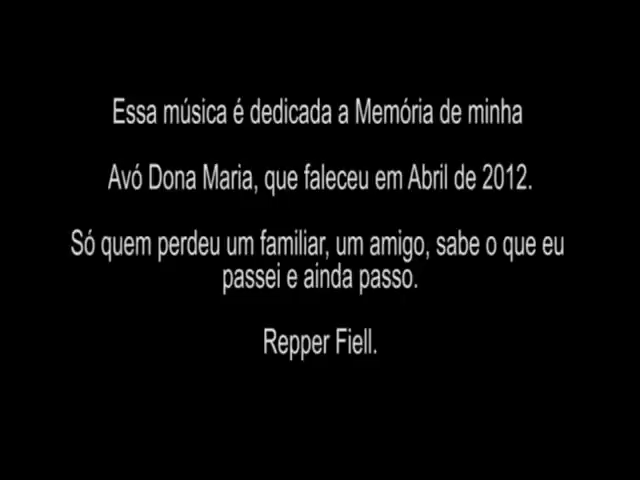 Essa música é dedicada a Memória de minha
Avó Dona Maria, que faleceu em Abril de 2012.
Só quem perdeu um familiar, um amigo, sabe o que eu
passei e ainda passo.
Repper Fiell.